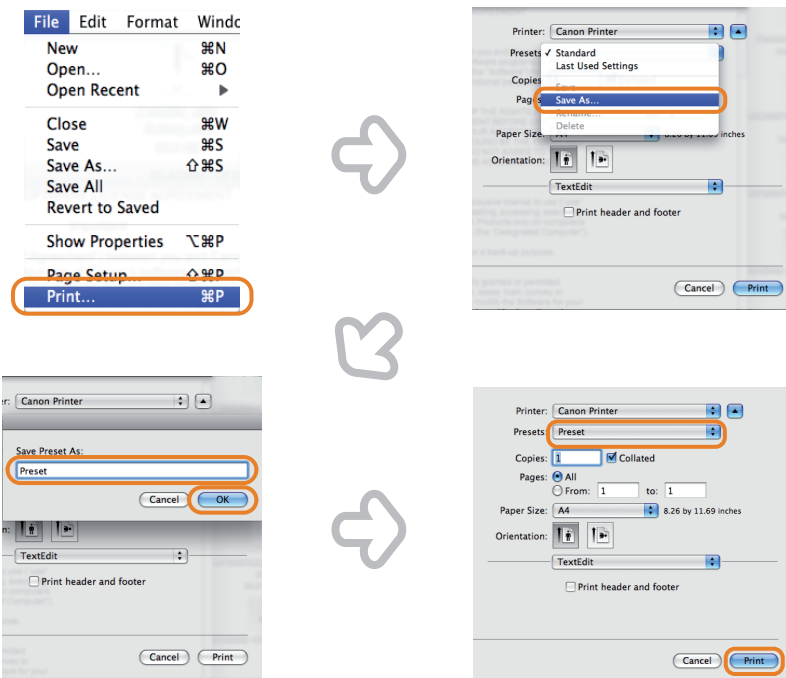 File Edit Format Windo
New ⌘N
Open... ⌘O
Open Recent ▶
Close ⌘W
Save ⌘S
Save As... ⇧⌘S
Save All
Revert to Saved
Show Properties ⌥⌘P
Page Setup... ⇧⌘P
Print... ⌘P
Printer: Canon Printer
Presets ✓ Standard
Last Used Settings
Copies Save
Page Save As...
Rename...
Delete
Paper Size: A4 8.26 by 11.69 inches
Orientation:
TextEdit
Print header and footer
Cancel Print
er: Canon Printer
Save Preset As:
Preset
Cancel OK
n:
TextEdit
Print header and footer
Cancel Print
Printer: Canon Printer
Presets: Preset
Copies: 1 Collated
Pages: All
From: 1 to: 1
Paper Size: A4 8.26 by 11.69 inches
Orientation:
TextEdit
Print header and footer
Cancel Print